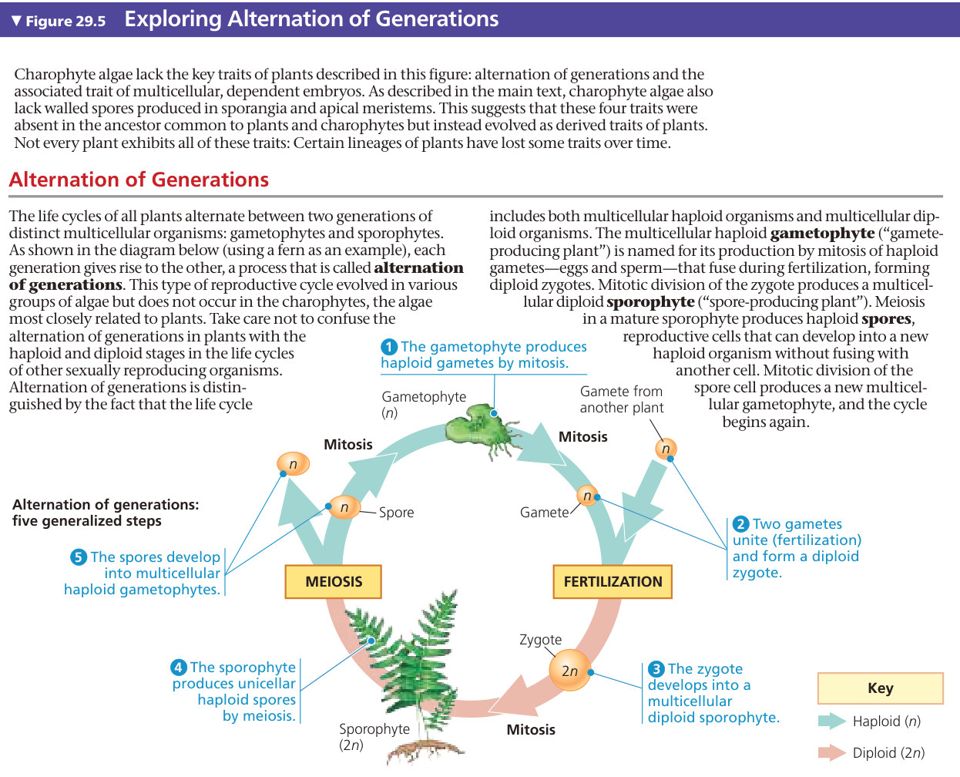 ▼ Figure 29.5 Exploring Alternation of Generations
Charophyte algae lack the key traits of plants described in this figure: alternation of generations and the
associated trait of multicellular, dependent embryos. As described in the main text, charophyte algae also
lack walled spores produced in sporangia and apical meristems. This suggests that these four traits were
absent in the ancestor common to plants and charophytes but instead evolved as derived traits of plants.
Not every plant exhibits all of these traits: Certain lineages of plants have lost some traits over time.
Alternation of Generations
The life cycles of all plants alternate between two generations of
distinct multicellular organisms: gametophytes and sporophytes.
As shown in the diagram below (using a fern as an example), each
generation gives rise to the other, a process that is called alternation
of generations. This type of reproductive cycle evolved in various
groups of algae but does not occur in the charophytes, the algae
most closely related to plants. Take care not to confuse the
alternation of generations in plants with the
haploid and diploid stages in the life cycles
of other sexually reproducing organisms.
Alternation of generations is distin-
guished by the fact that the life cycle
includes both multicellular haploid organisms and multicellular dip-
loid organisms. The multicellular haploid gametophyte (“gamete-
producing plant”) is named for its production by mitosis of haploid
gametes—eggs and sperm—that fuse during fertilization, forming
diploid zygotes. Mitotic division of the zygote produces a multicel-
lular diploid sporophyte (“spore-producing plant”). Meiosis
in a mature sporophyte produces haploid spores,
reproductive cells that can develop into a new
haploid organism without fusing with
another cell. Mitotic division of the
spore cell produces a new multicel-
lular gametophyte, and the cycle
begins again.
1 The gametophyte produces
haploid gametes by mitosis.
Gametophyte
(n)
Gamete from
another plant
Mitosis
Mitosis
n
n
n
Spore
Gamete
n
Alternation of generations:
five generalized steps
2 Two gametes
unite (fertilization)
and form a diploid
zygote.
5 The spores develop
into multicellular
haploid gametophytes.
MEIOSIS
FERTILIZATION
Zygote
2n
4 The sporophyte
produces unicellar
haploid spores
by meiosis.
3 The zygote
develops into a
multicellular
diploid sporophyte.
Sporophyte
(2n)
Mitosis
Key
Haploid (n)
Diploid (2n)